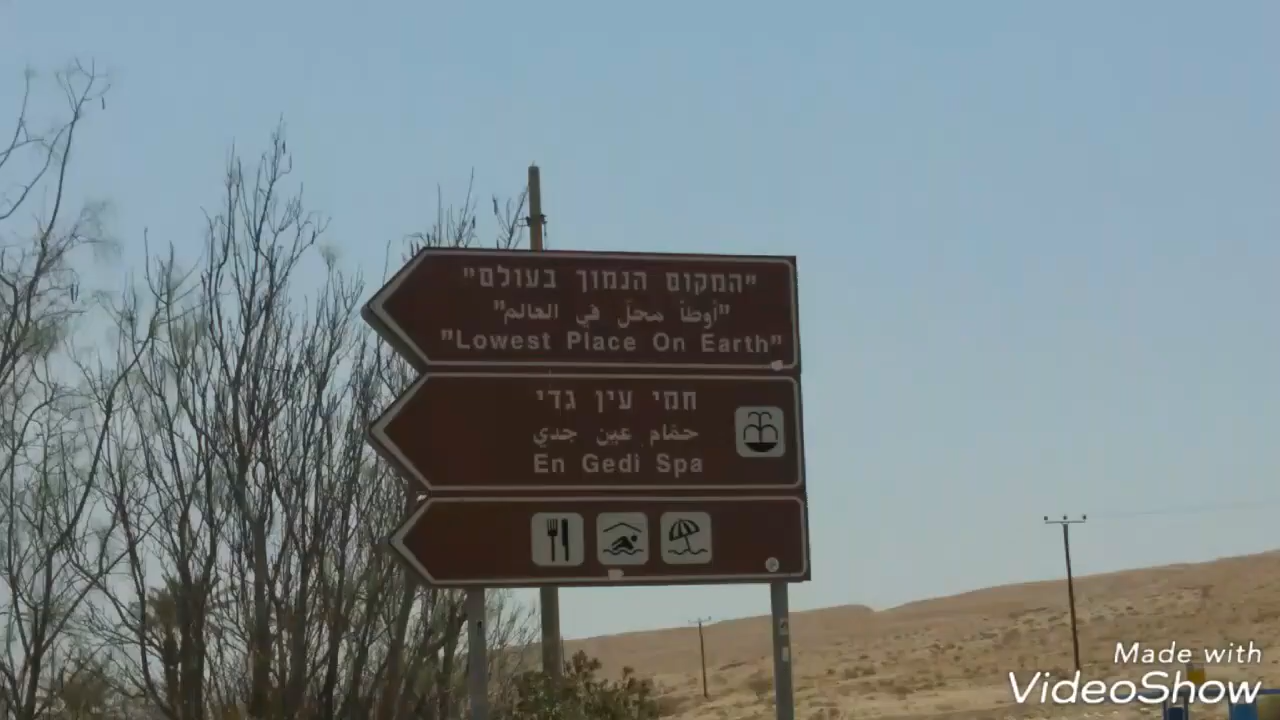 "המקום הנמוך בעולם"
"أوطأ محلّ في العالم"
"Lowest Place On Earth"
חמי עין גדי
حمّام عين جدي
En Gedi Spa
Made with
VideoShow